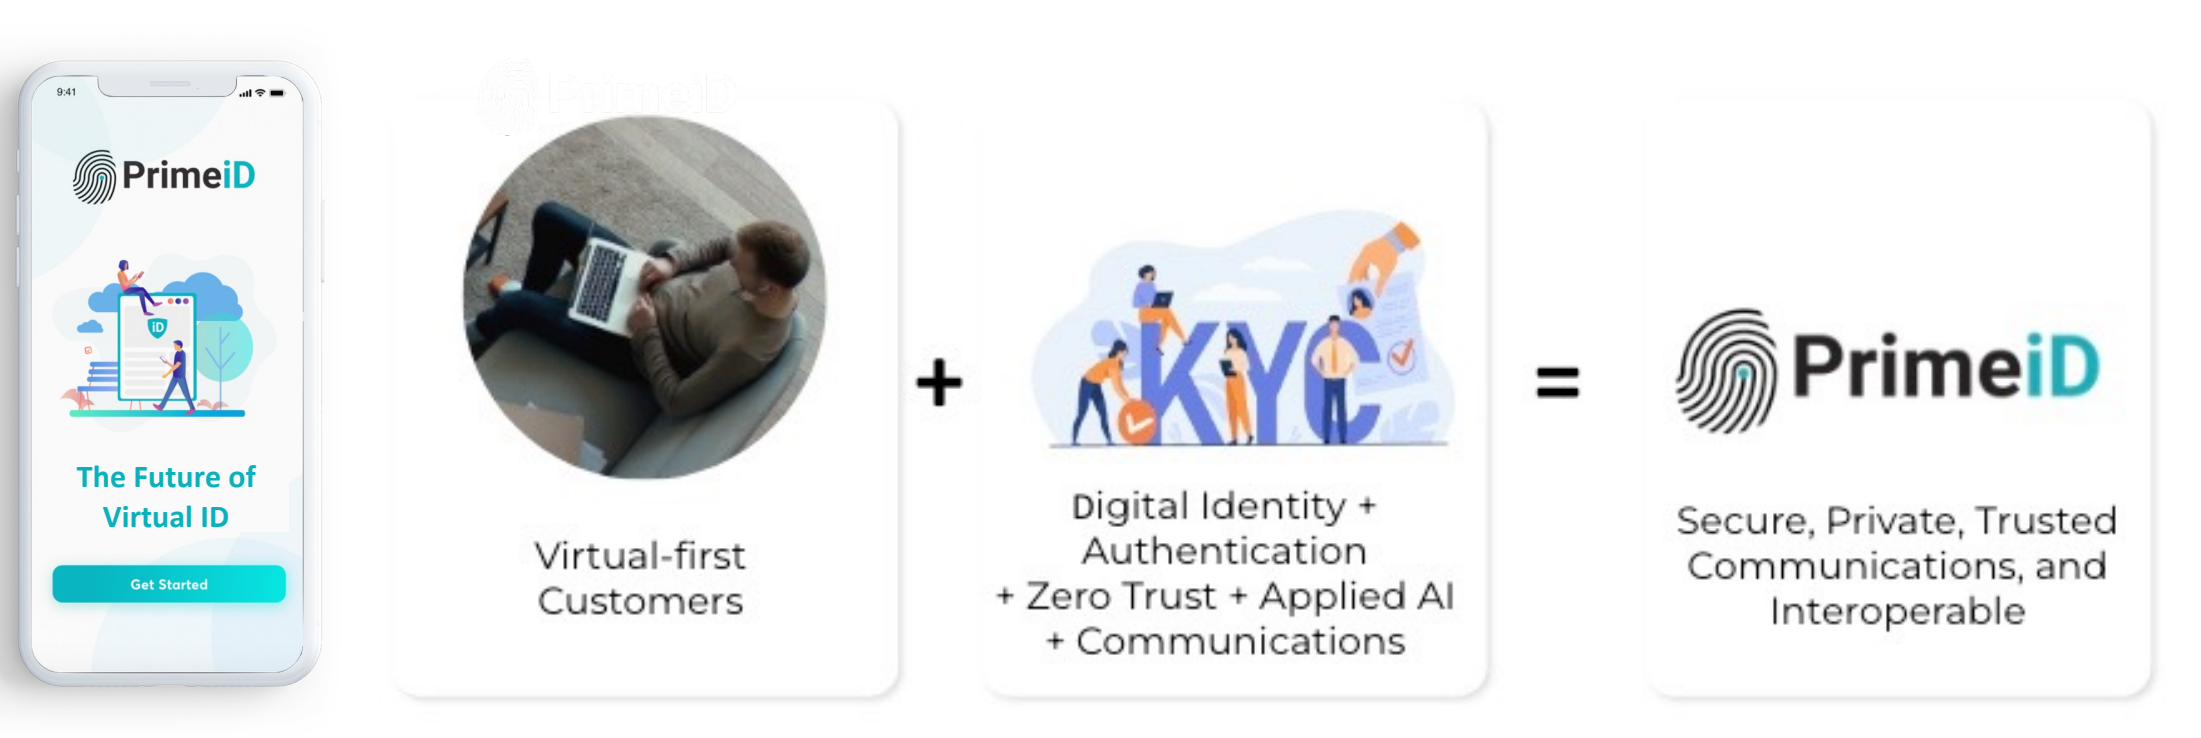 9:41
PrimeiD
iD
The Future of
Virtual ID
Get Started
PrimeiD
Virtual-first
Customers
+
KYC
Digital Identity +
Authentication
+ Zero Trust + Applied AI
+ Communications
=
PrimeiD
Secure, Private, Trusted
Communications, and
Interoperable